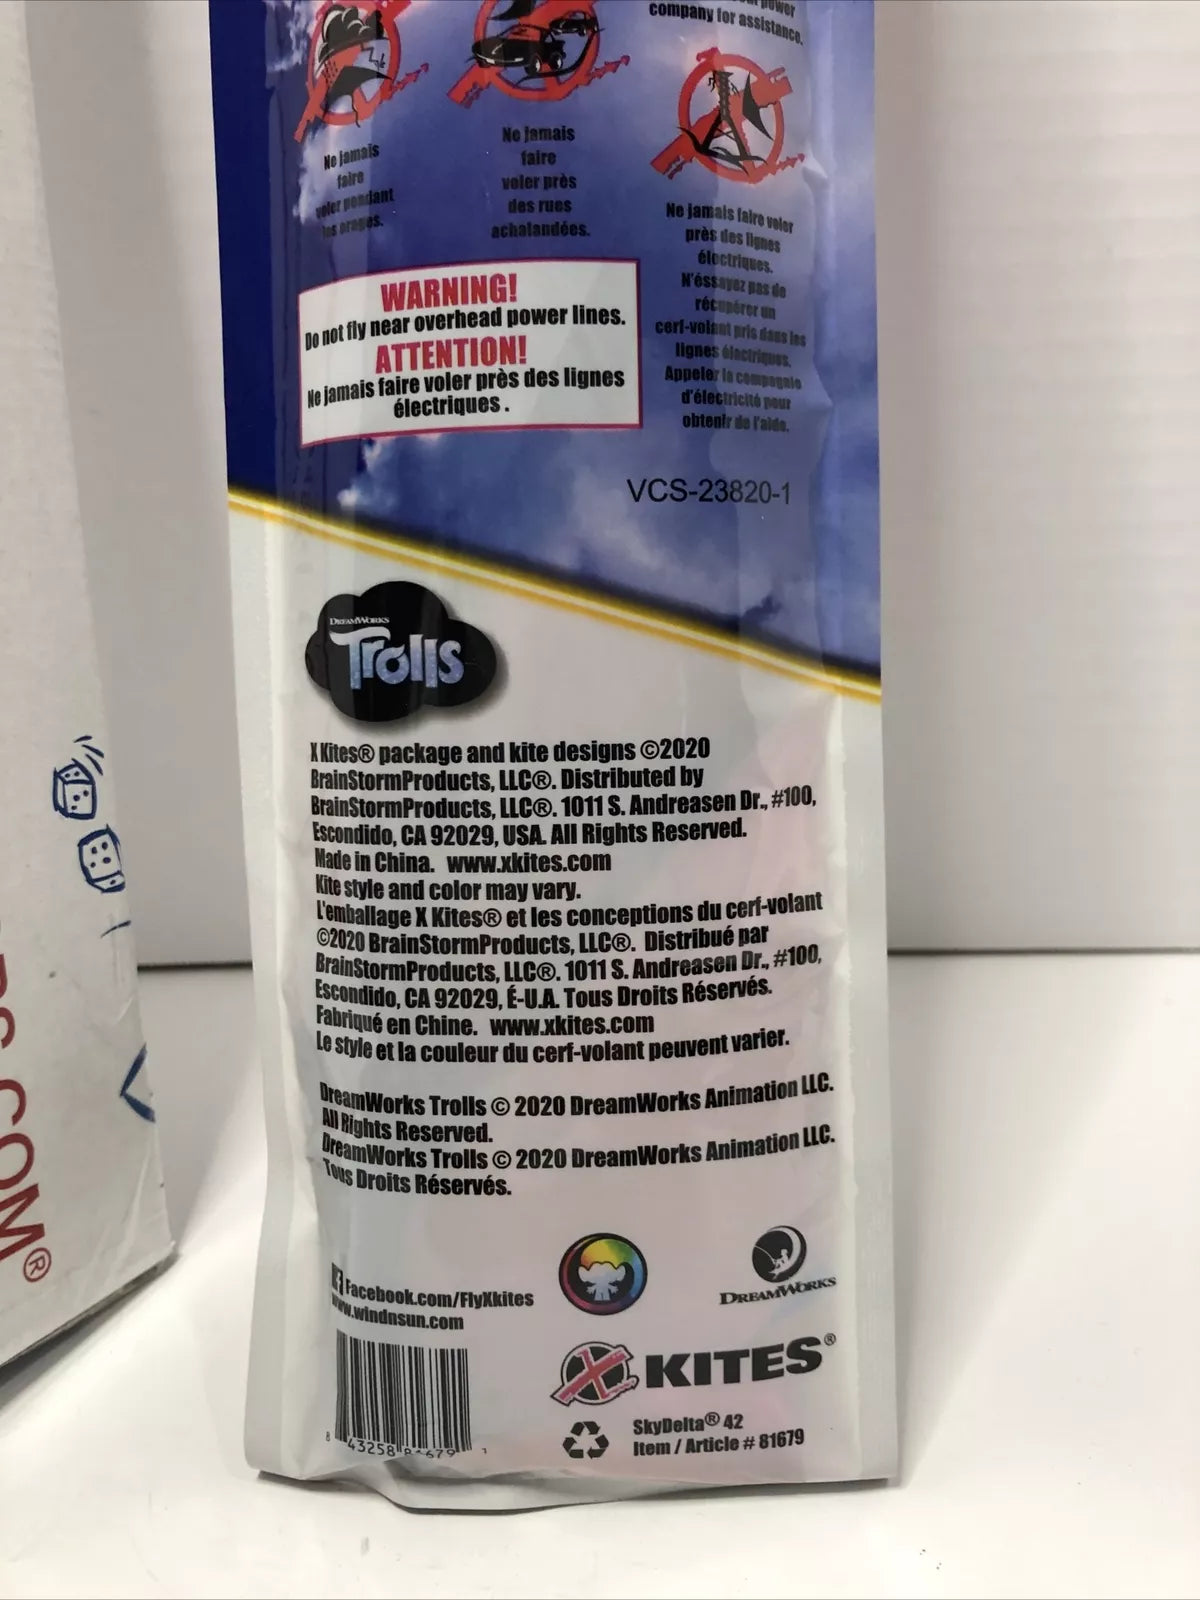 power
company for assistance.
Ne jamais
faire
voler pendant
les orages.
Ne jamais
faire
voler près
des rues
achalandées.
Ne jamais faire voler
près des lignes
électriques.
N'éssayez pas de
récupérer un
cerf-volant pris dans les
lignes électriques.
Appeler la compagnie
d'électricité pour
obtenir de l'aide.
WARNING!
Do not fly near overhead power lines.
ATTENTION!
Ne jamais faire voler près des lignes
électriques.
VCS-23820-1
DREAMWORKS
Trolls
X Kites® package and kite designs ©2020
BrainStormProducts, LLC®. Distributed by
BrainStormProducts, LLC®. 1011 S. Andreasen Dr., #100,
Escondido, CA 92029, USA. All Rights Reserved.
Made in China. www.xkites.com
Kite style and color may vary.
L'emballage X Kites® et les conceptions du cerf-volant
©2020 BrainStormProducts, LLC®. Distribué par
BrainStormProducts, LLC®. 1011 S. Andreasen Dr., #100,
Escondido, CA 92029, É-U.A. Tous Droits Réservés.
Fabriqué en Chine. www.xkites.com
Le style et la couleur du cerf-volant peuvent varier.
DreamWorks Trolls © 2020 DreamWorks Animation LLC.
All Rights Reserved.
DreamWorks Trolls © 2020 DreamWorks Animation LLC.
Tous Droits Réservés.
Facebook.com/FlyXkites
www.windnsun.com
DREAMWORKS
X KITES®
SkyDelta® 42
Item / Article # 81679
8 43258 81679 1
.COM®